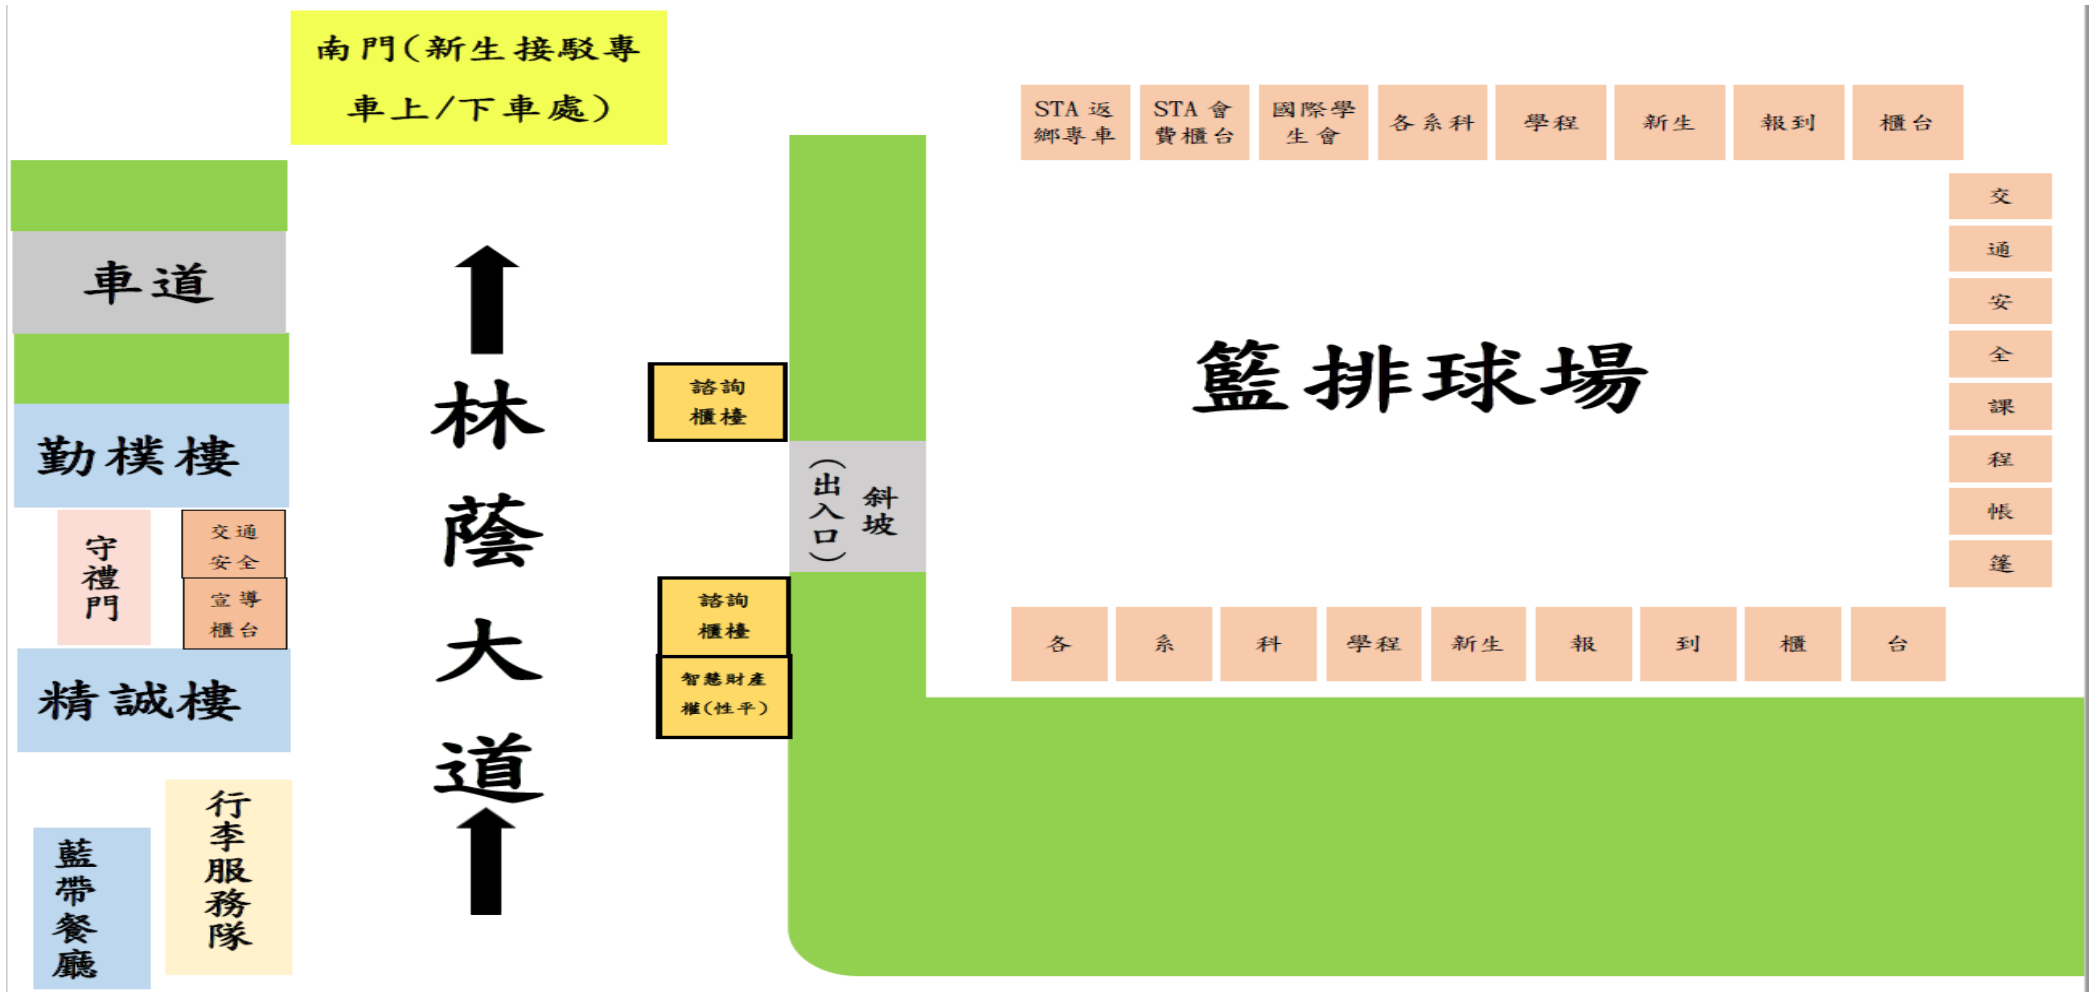 南門(新生接駁專
車上/下車處)
STA 返
鄉專車
STA 會
費櫃台
國際學
生會
各系科
學程
新生
報到
櫃台
交
通
安
全
課
程
帳
篷
車道
籃排球場
諮詢
櫃檯
林蔭大道
勤樸樓
斜坡
(出入口)
守禮門
交通
安全
宣導
櫃台
諮詢
櫃檯
智慧財產
權(性平)
各
系
科
學程
新生
報
到
櫃
台
精誠樓
行李服務隊
藍帶餐廳